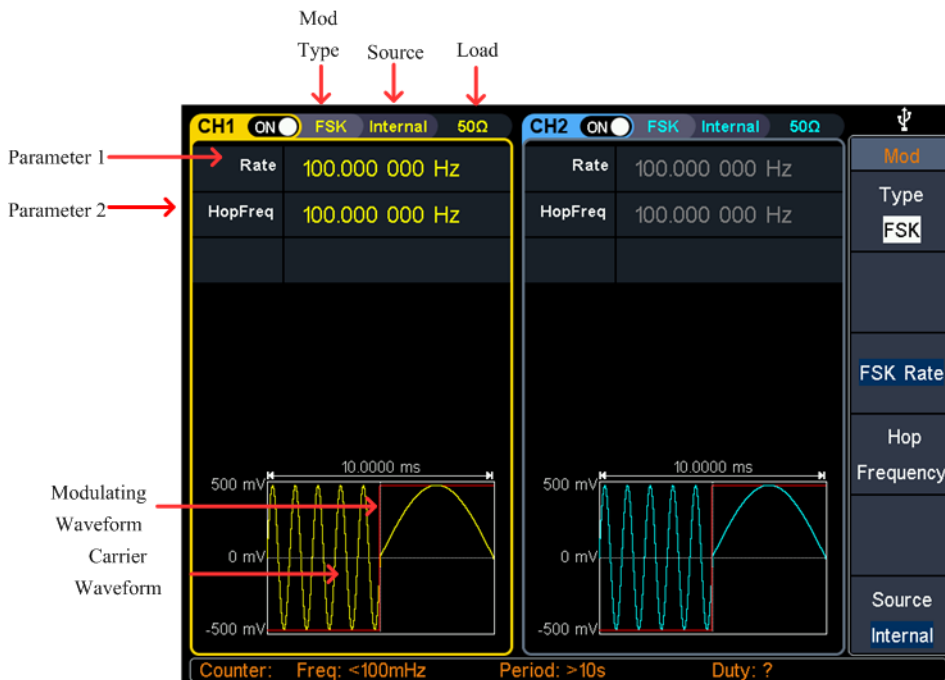 Mod
Type
Source
Load
CH1 ON FSK Internal 50Ω
CH2 ON FSK Internal 50Ω
Parameter 1
Rate 100.000 000 Hz
Parameter 2
HopFreq 100.000 000 Hz
Rate 100.000 000 Hz
HopFreq 100.000 000 Hz
Mod
Type
FSK
FSK Rate
Hop
Frequency
Source
Internal
Modulating
Waveform
Carrier
Waveform
10.0000 ms
500 mV
0 mV
-500 mV
10.0000 ms
500 mV
0 mV
-500 mV
Counter: Freq: <100mHz Period: >10s Duty: ?